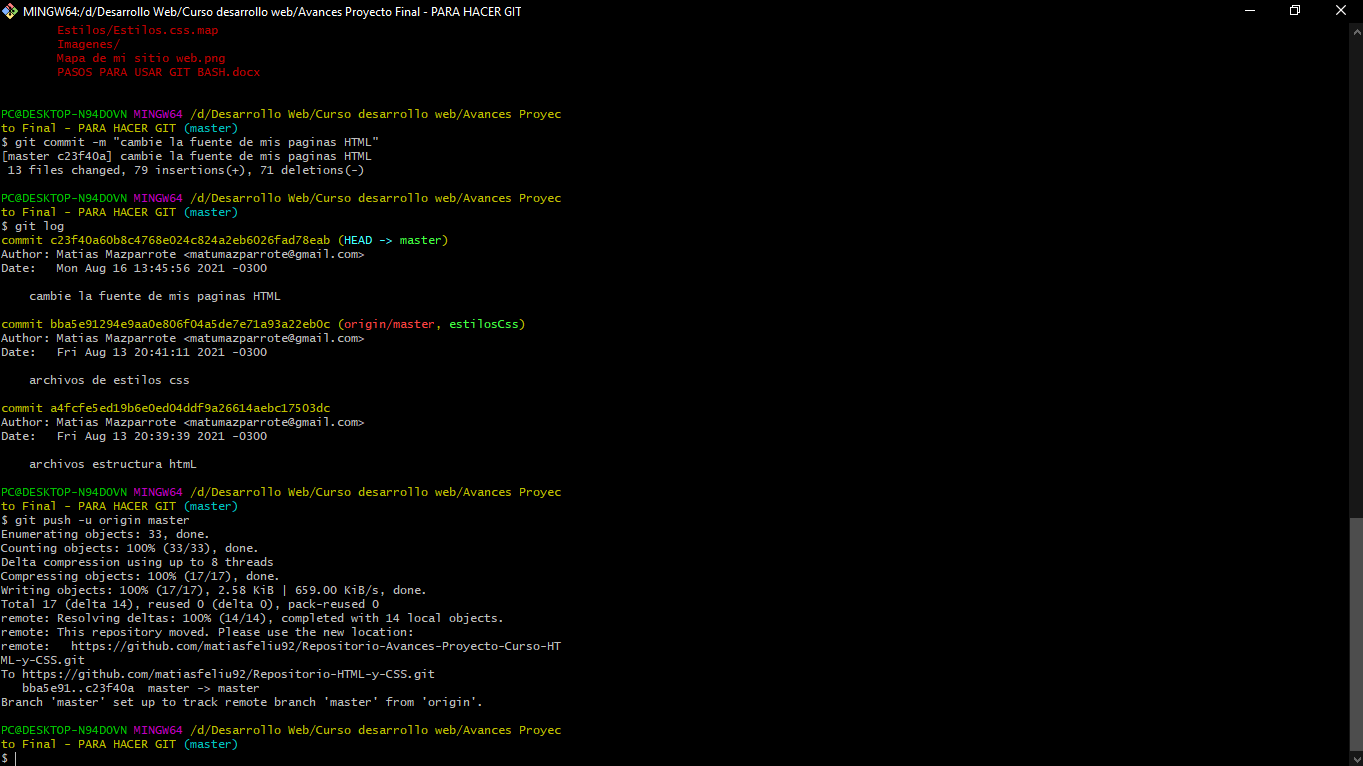 MINGW64:/d/Desarrollo Web/Curso desarrollo web/Avances Proyecto Final - PARA HACER GIT
Estilos/Estilos.css.map
Imagenes/
Mapa de mi sitio web.png
PASOS PARA USAR GIT BASH.docx
PC@DESKTOP-N94DOVN MINGW64 /d/Desarrollo Web/Curso desarrollo web/Avances Proyec
to Final - PARA HACER GIT (master)
$ git commit -m "cambie la fuente de mis paginas HTML"
[master c23f40a] cambie la fuente de mis paginas HTML
13 files changed, 79 insertions(+), 71 deletions(-)
PC@DESKTOP-N94DOVN MINGW64 /d/Desarrollo Web/Curso desarrollo web/Avances Proyec
to Final - PARA HACER GIT (master)
$ git log
commit c23f40a60b8c4768e024c824a2eb6026fad78eab (HEAD -> master)
Author: Matias Mazparrote <matumazparrote@gmail.com>
Date:   Mon Aug 16 13:45:56 2021 -0300
cambie la fuente de mis paginas HTML
commit bba5e91294e9aa0e806f04a5de7e71a93a22eb0c (origin/master, estilosCss)
Author: Matias Mazparrote <matumazparrote@gmail.com>
Date:   Fri Aug 13 20:41:11 2021 -0300
archivos de estilos css
commit a4fcfe5ed19b6e0ed04ddf9a26614aebc17503dc
Author: Matias Mazparrote <matumazparrote@gmail.com>
Date:   Fri Aug 13 20:39:39 2021 -0300
archivos estructura htmL
PC@DESKTOP-N94DOVN MINGW64 /d/Desarrollo Web/Curso desarrollo web/Avances Proyec
to Final - PARA HACER GIT (master)
$ git push -u origin master
Enumerating objects: 33, done.
Counting objects: 100% (33/33), done.
Delta compression using up to 8 threads
Compressing objects: 100% (17/17), done.
Writing objects: 100% (17/17), 2.58 KiB | 659.00 KiB/s, done.
Total 17 (delta 14), reused 0 (delta 0), pack-reused 0
remote: Resolving deltas: 100% (14/14), completed with 14 local objects.
remote: This repository moved. Please use the new location:
remote:   https://github.com/matiasfeliu92/Repositorio-Avances-Proyecto-Curso-HT
ML-y-CSS.git
To https://github.com/matiasfeliu92/Repositorio-HTML-y-CSS.git
bba5e91..c23f40a  master -> master
Branch 'master' set up to track remote branch 'master' from 'origin'.
PC@DESKTOP-N94DOVN MINGW64 /d/Desarrollo Web/Curso desarrollo web/Avances Proyec
to Final - PARA HACER GIT (master)
$